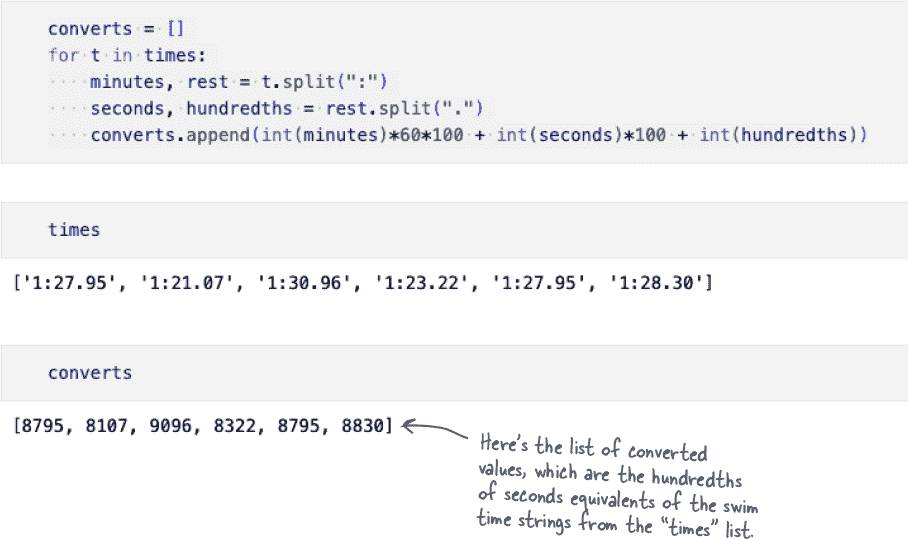 converts = []
for t in times:
    minutes, rest = t.split(":")
    seconds, hundredths = rest.split(".")
    converts.append(int(minutes)*60*100 + int(seconds)*100 + int(hundredths))
times
['1:27.95', '1:21.07', '1:30.96', '1:23.22', '1:27.95', '1:28.30']
converts
[8795, 8107, 9096, 8322, 8795, 8830]
Here's the list of converted
values, which are the hundredths
of seconds equivalents of the swim
time strings from the "times" list.